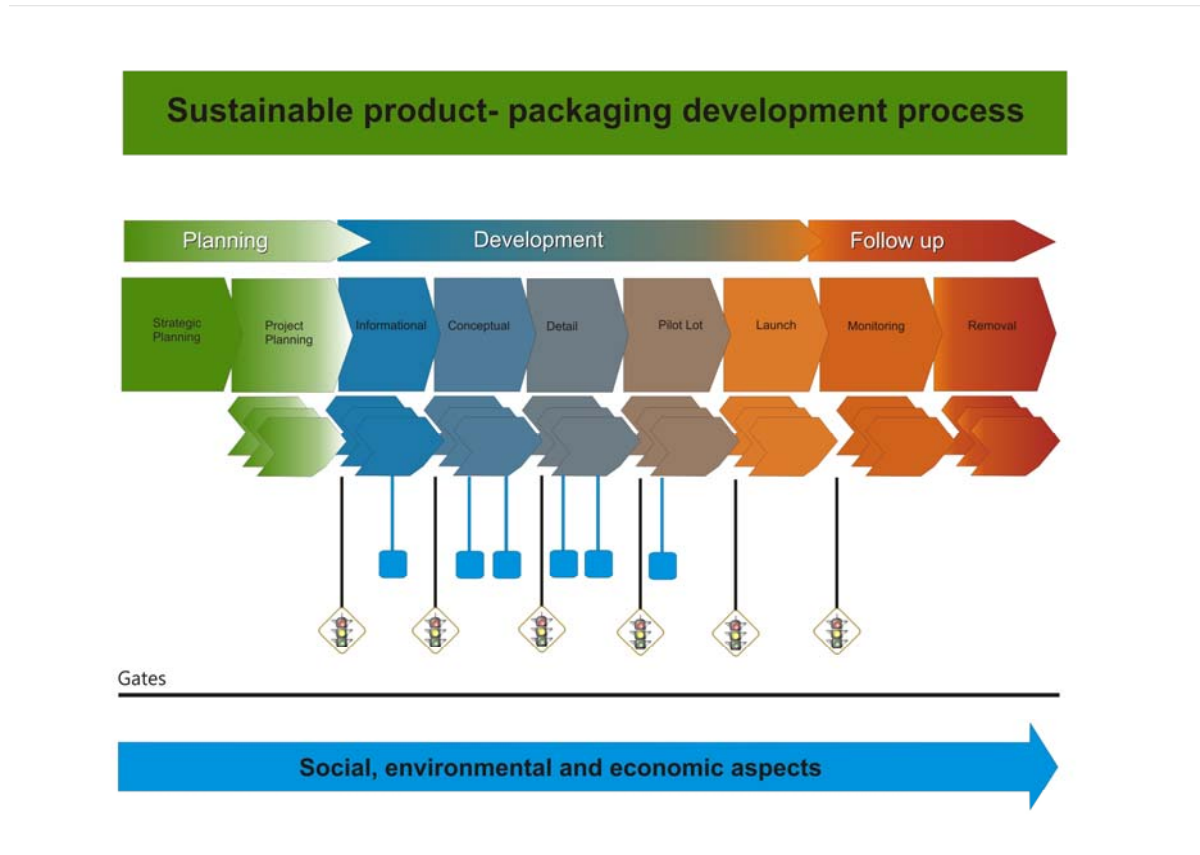 Sustainable product- packaging development process
Planning
Development
Follow up
Strategic
Planning
Project
Planning
Informational
Conceptual
Detail
Pilot Lot
Launch
Monitoring
Removal
Gates
Social, environmental and economic aspects